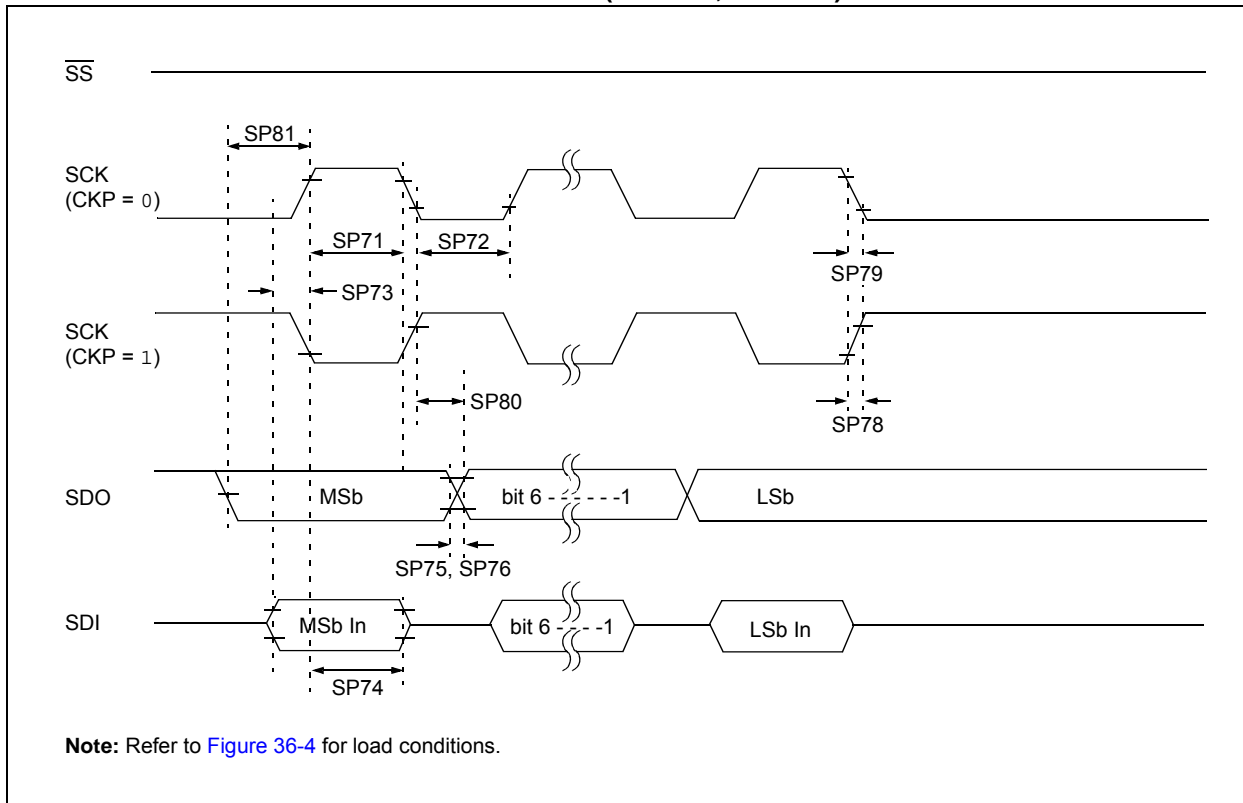 SS
SP81
SCK
(CKP = 0)
SP71
SP72
SP79
SP73
SCK
(CKP = 1)
SP80
SP78
SDO
MSb
bit 6 - - - - - -1
LSb
SP75, SP76
SDI
MSb In
bit 6 - - - -1
LSb In
SP74
Note: Refer to Figure 36-4 for load conditions.